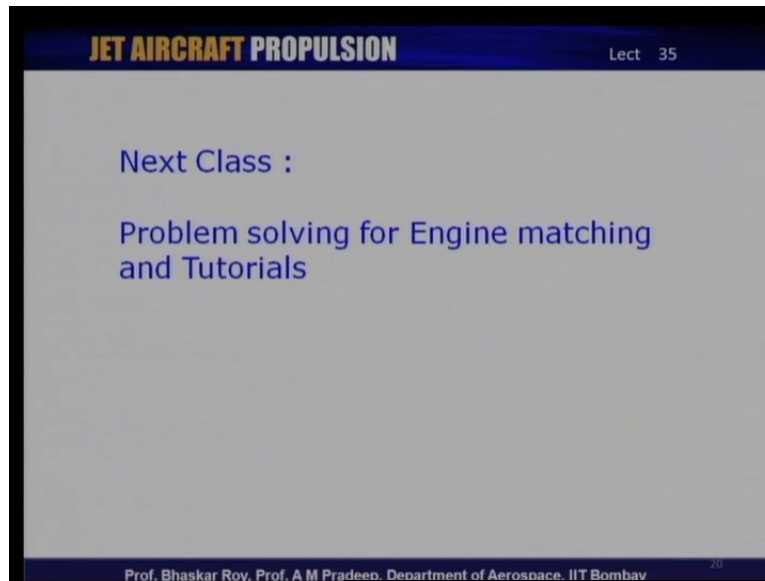 JET AIRCRAFT PROPULSION Lect 35
Next Class :
Problem solving for Engine matching
and Tutorials
Prof. Bhaskar Roy, Prof. A M Pradeep, Department of Aerospace, IIT Bombay 20